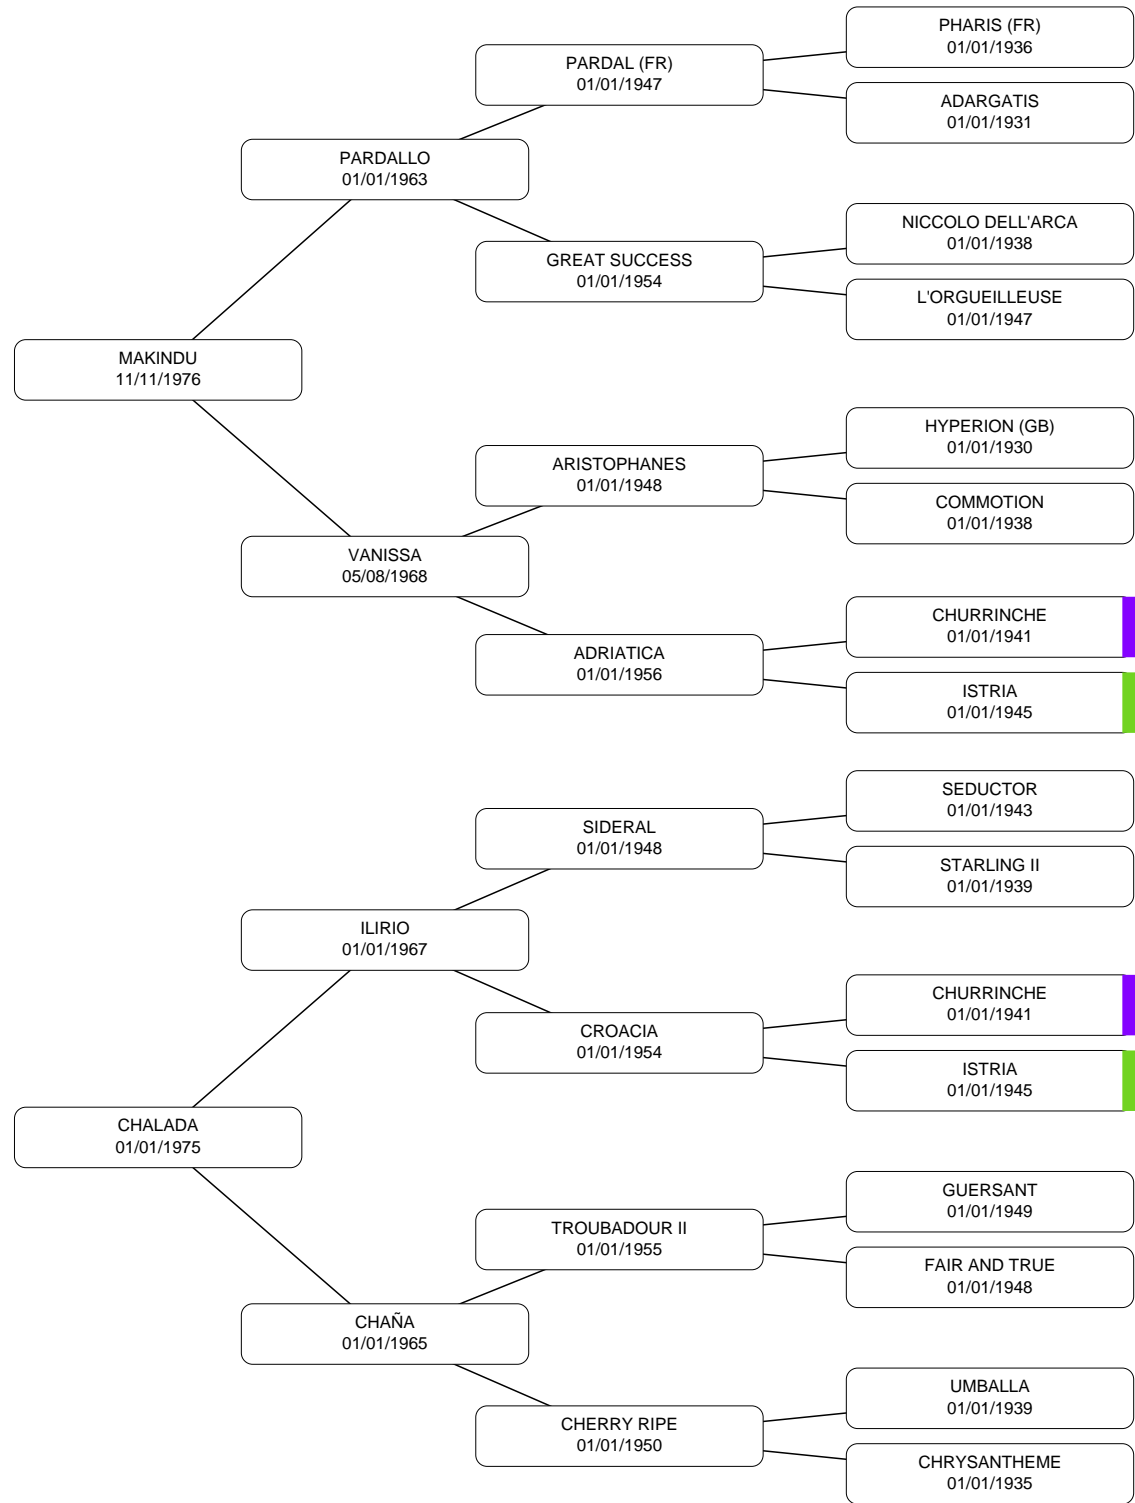 PHARIS (FR)
01/01/1936
PARDAL (FR)
01/01/1947
ADARGATIS
01/01/1931
PARDALLO
01/01/1963
NICCOLO DELL'ARCA
01/01/1938
GREAT SUCCESS
01/01/1954
L'ORGUEILLEUSE
01/01/1947
MAKINDU
11/11/1976
HYPERION (GB)
01/01/1930
ARISTOPHANES
01/01/1948
COMMOTION
01/01/1938
VANISSA
05/08/1968
CHURRINCHE
01/01/1941
ADRIATICA
01/01/1956
ISTRIA
01/01/1945
SEDUCTOR
01/01/1943
SIDERAL
01/01/1948
STARLING II
01/01/1939
ILIRIO
01/01/1967
CHURRINCHE
01/01/1941
CROACIA
01/01/1954
ISTRIA
01/01/1945
CHALADA
01/01/1975
GUERSANT
01/01/1949
TROUBADOUR II
01/01/1955
FAIR AND TRUE
01/01/1948
CHAÑA
01/01/1965
UMBALLA
01/01/1939
CHERRY RIPE
01/01/1950
CHRYSANTHEME
01/01/1935